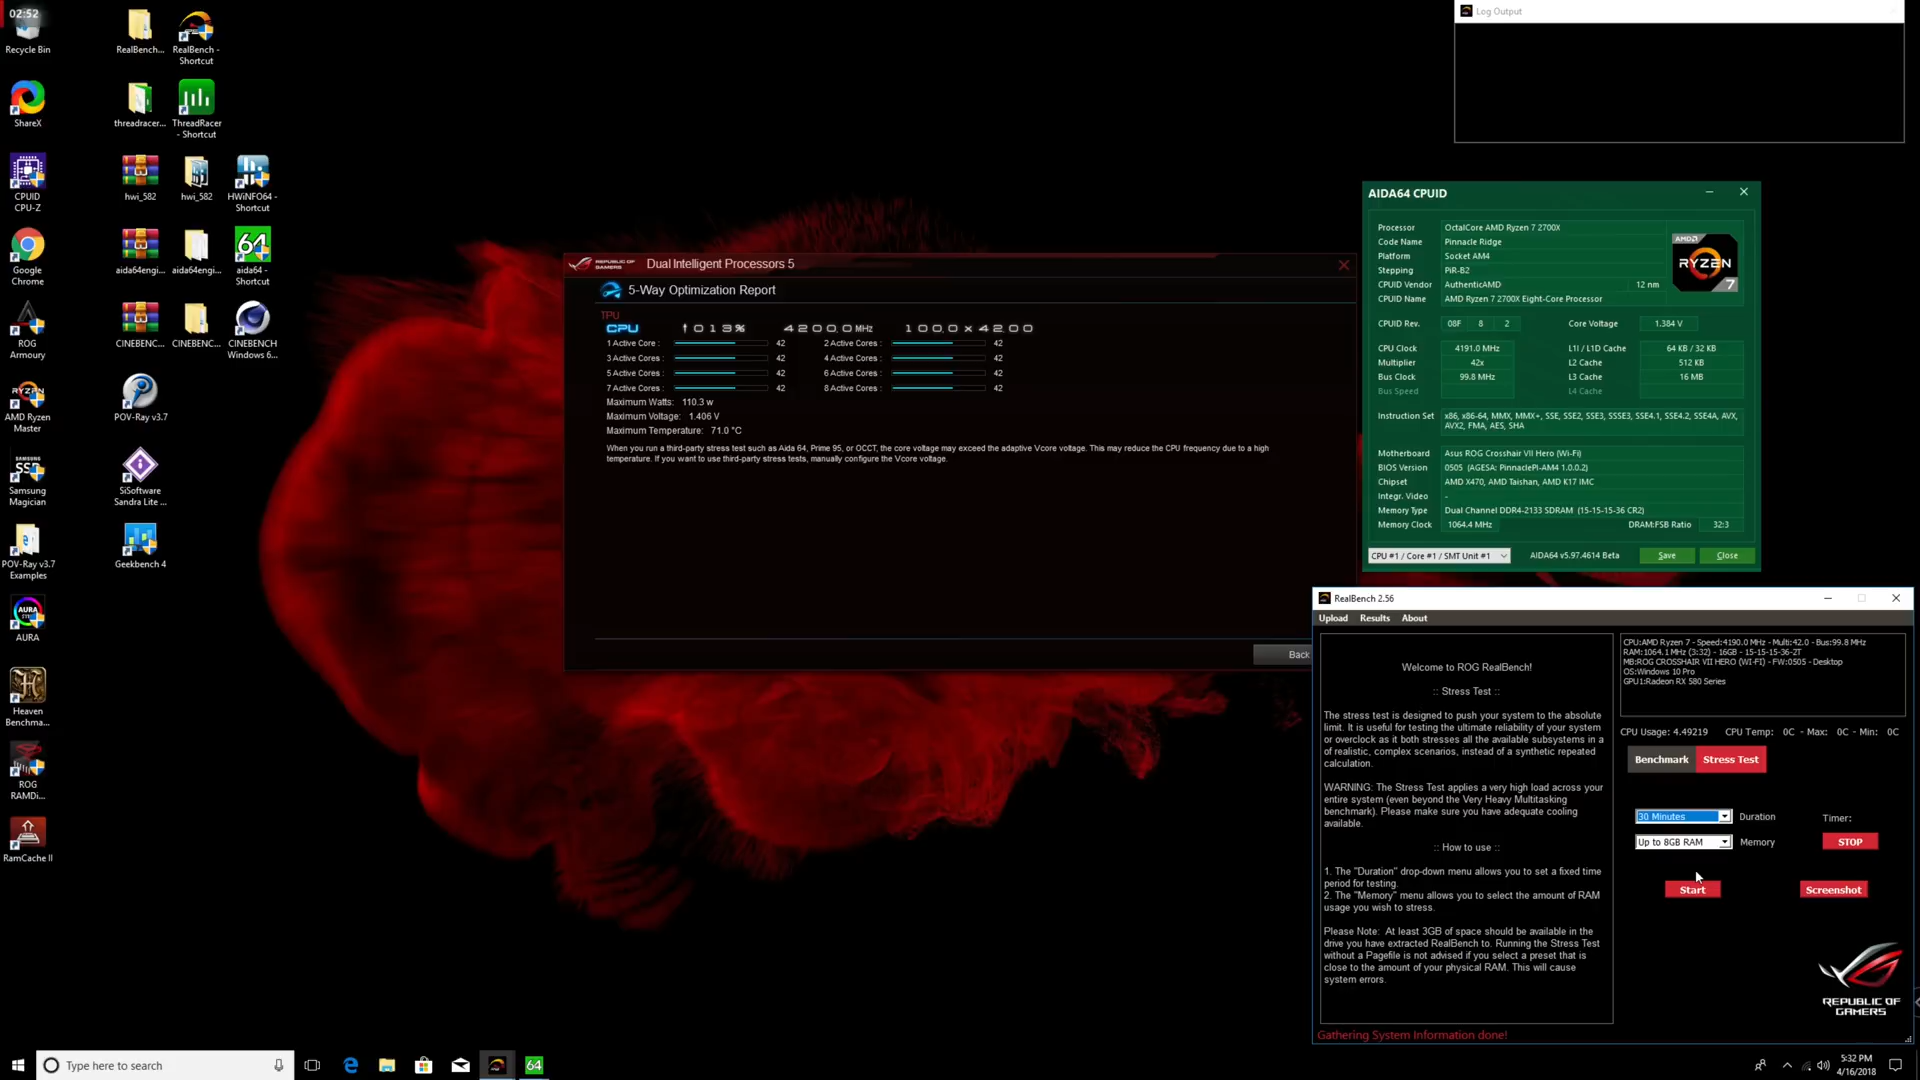 02:52
Recycle Bin
RealBench...
RealBench - Shortcut
ShareX
threadracer...
ThreadRacer - Shortcut
CPUID CPU-Z
hwi_582
hwi_582
HWiNFO64 - Shortcut
Google Chrome
aida64engi...
aida64engi...
aida64 - Shortcut
ROG Armoury
CINEBENC...
CINEBENC...
CINEBENCH Windows 6...
AMD Ryzen Master
POV-Ray v3.7
Samsung Magician
SiSoftware Sandra Lite ...
POV-Ray v3.7 Examples
Geekbench 4
AURA
Heaven Benchma...
ROG RAMDi...
RamCache II
Log Output
REPUBLIC OF GAMERS
Dual Intelligent Processors 5
5-Way Optimization Report
TPU
CPU ↑013% 4200.0MHz 100.0 x 42.00
1 Active Core : 42 2 Active Cores : 42
3 Active Cores : 42 4 Active Cores : 42
5 Active Cores : 42 6 Active Cores : 42
7 Active Cores : 42 8 Active Cores : 42
Maximum Watts: 110.3 w
Maximum Voltage: 1.406 V
Maximum Temperature: 71.0 °C
When you run a third-party stress test such as Aida 64, Prime 95, or OCCT, the core voltage may exceed the adaptive Vcore voltage. This may reduce the CPU frequency due to a high
temperature. If you want to use third-party stress tests, manually configure the Vcore voltage.
Back
AIDA64 CPUID
Processor OctalCore AMD Ryzen 7 2700X
Code Name Pinnacle Ridge
Platform Socket AM4
Stepping PiR-B2
CPUID Vendor AuthenticAMD 12 nm
CPUID Name AMD Ryzen 7 2700X Eight-Core Processor
AMD RYZEN 7
CPUID Rev. 08F 8 2 Core Voltage 1.384 V
CPU Clock 4191.0 MHz L1I / L1D Cache 64 KB / 32 KB
Multiplier 42x L2 Cache 512 KB
Bus Clock 99.8 MHz L3 Cache 16 MB
Bus Speed L4 Cache
Instruction Set x86, x86-64, MMX, MMX+, SSE, SSE2, SSE3, SSSE3, SSE4.1, SSE4.2, SSE4A, AVX,
AVX2, FMA, AES, SHA
Motherboard Asus ROG Crosshair VII Hero (Wi-Fi)
BIOS Version 0505 (AGESA: PinnaclePI-AM4 1.0.0.2)
Chipset AMD X470, AMD Taishan, AMD K17 IMC
Integr. Video -
Memory Type Dual Channel DDR4-2133 SDRAM (15-15-15-36 CR2)
Memory Clock 1064.4 MHz DRAM:FSB Ratio 32:3
CPU #1 / Core #1 / SMT Unit #1 AIDA64 v5.97.4614 Beta Save Close
RealBench 2.56
Upload Results About
Welcome to ROG RealBench!
:: Stress Test ::
The stress test is designed to push your system to the absolute
limit. It is useful for testing the ultimate reliability of your system
or overclock as it both stresses all the available subsystems in a
of realistic, complex scenarios, instead of a synthetic repeated
calculation.
WARNING: The Stress Test applies a very high load across your
entire system (even beyond the Very Heavy Multitasking
benchmark). Please make sure you have adequate cooling
available.
:: How to use ::
1. The "Duration" drop-down menu allows you to set a fixed time
period for testing.
2. The "Memory" menu allows you to select the amount of RAM
usage you wish to stress.
Please Note: At least 3GB of space should be available in the
drive you have extracted RealBench to. Running the Stress Test
without a Pagefile is not advised if you select a preset that is
close to the amount of your physical RAM. This will cause
system errors.
CPU:AMD Ryzen 7 - Speed:4190.0 MHz - Multi:42.0 - Bus:99.8 MHz
RAM:1064.1 MHz (3:32) - 16GB - 15-15-15-36-2T
MB:ROG CROSSHAIR VII HERO (WI-FI) - FW:0505 - Desktop
OS:Windows 10 Pro
GPU1:Radeon RX 580 Series
CPU Usage: 4.49219 CPU Temp: 0C - Max: 0C - Min: 0C
Benchmark Stress Test
30 Minutes Duration Timer:
Up to 8GB RAM Memory STOP
Start Screenshot
REPUBLIC OF GAMERS
Gathering System Information done!
Type here to search
64
5:32 PM
4/16/2018